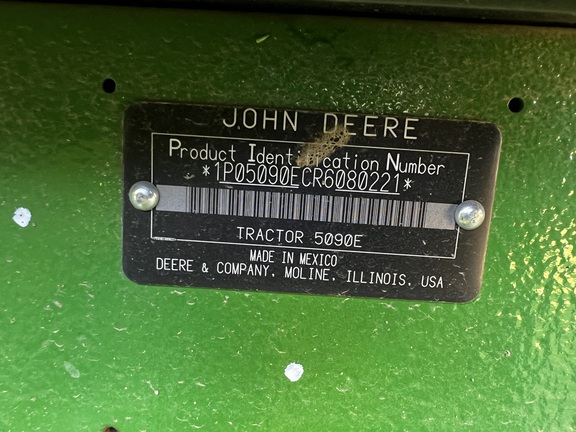 JOHN DEERE
Product Identification Number
*1P05090ECR6080221*
TRACTOR 5090E
MADE IN MEXICO
DEERE & COMPANY, MOLINE, ILLINOIS, USA